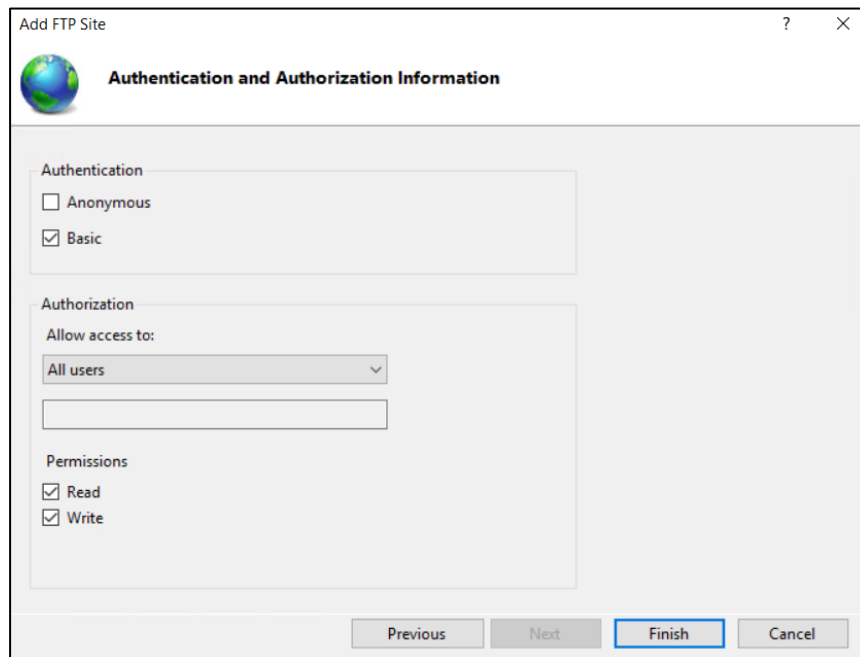 Add FTP Site
Authentication and Authorization Information
Authentication
Anonymous
Basic
Authorization
Allow access to:
All users
Permissions
Read
Write
Previous Next Finish Cancel